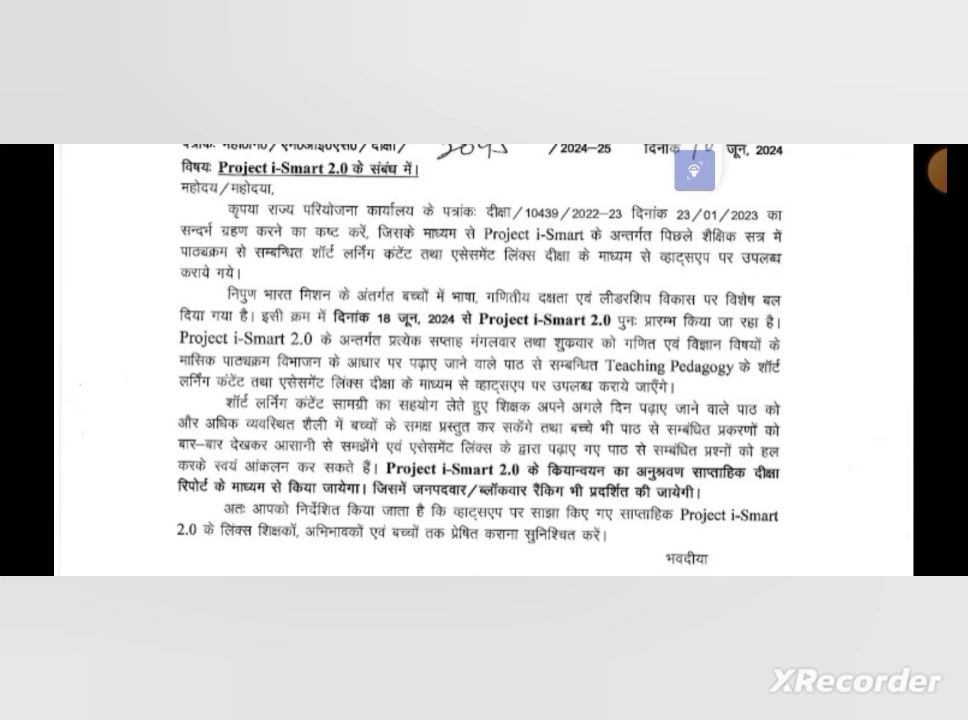 पत्रांकः महा०नि०/एन०आई०एस०/दीक्षा/ /2024-25 दिनांक जून, 2024
विषयः Project i-Smart 2.0 के संबंध में।
महोदय/महोदया,
कृपया राज्य परियोजना कार्यालय के पत्रांकः दीक्षा/10439/2022-23 दिनांक 23/01/2023 का
सन्दर्भ ग्रहण करने का कष्ट करें, जिसके माध्यम से Project i-Smart के अन्तर्गत पिछले शैक्षिक सत्र में
पाठ्यक्रम से सम्बन्धित शॉर्ट लर्निंग कंटेंट तथा एसेसमेंट लिंक्स दीक्षा के माध्यम से व्हाट्सएप पर उपलब्ध
कराये गये।
निपुण भारत मिशन के अंतर्गत बच्चों में भाषा, गणितीय दक्षता एवं लीडरशिप विकास पर विशेष बल
दिया गया है। इसी क्रम में दिनांक 18 जून, 2024 से Project i-Smart 2.0 पुनः प्रारम्भ किया जा रहा है।
Project i-Smart 2.0 के अन्तर्गत प्रत्येक सप्ताह मंगलवार तथा शुकवार को गणित एवं विज्ञान विषयों के
मासिक पाठ्यक्रम विभाजन के आधार पर पढ़ाए जाने वाले पाठ से सम्बन्धित Teaching Pedagogy के शॉर्ट
लर्निंग कंटेंट तथा एसेसमेंट लिंक्स दीक्षा के माध्यम से व्हाट्सएप पर उपलब्ध कराये जाएँगे।
शॉर्ट लर्निंग कंटेंट सामग्री का सहयोग लेते हुए शिक्षक अपने अगले दिन पढ़ाए जाने वाले पाठ को
और अधिक व्यवस्थित शैली में बच्चों के समक्ष प्रस्तुत कर सकेंगे तथा बच्चे भी पाठ से संबंधित प्रकरणों को
बार-बार देखकर आसानी से समझेंगे एवं एसेसमेंट लिंक्स के द्वारा पढ़ाए गए पाठ से संबंधित प्रश्नों को हल
करके स्वयं आंकलन कर सकते हैं। Project i-Smart 2.0 के कियान्वयन का अनुश्रवण साप्ताहिक दीक्षा
रिपोर्ट के माध्यम से किया जायेगा। जिसमें जनपदवार/ब्लॉकवार रैंकिग भी प्रदर्शित की जायेगी।
अतः आपको निर्देशित किया जाता है कि व्हाट्सएप पर साझा किए गए साप्ताहिक Project i-Smart
2.0 के लिंक्स शिक्षकों, अभिभावकों एवं बच्चों तक प्रेषित कराना सुनिश्चित करें।
भवदीया
XRecorder